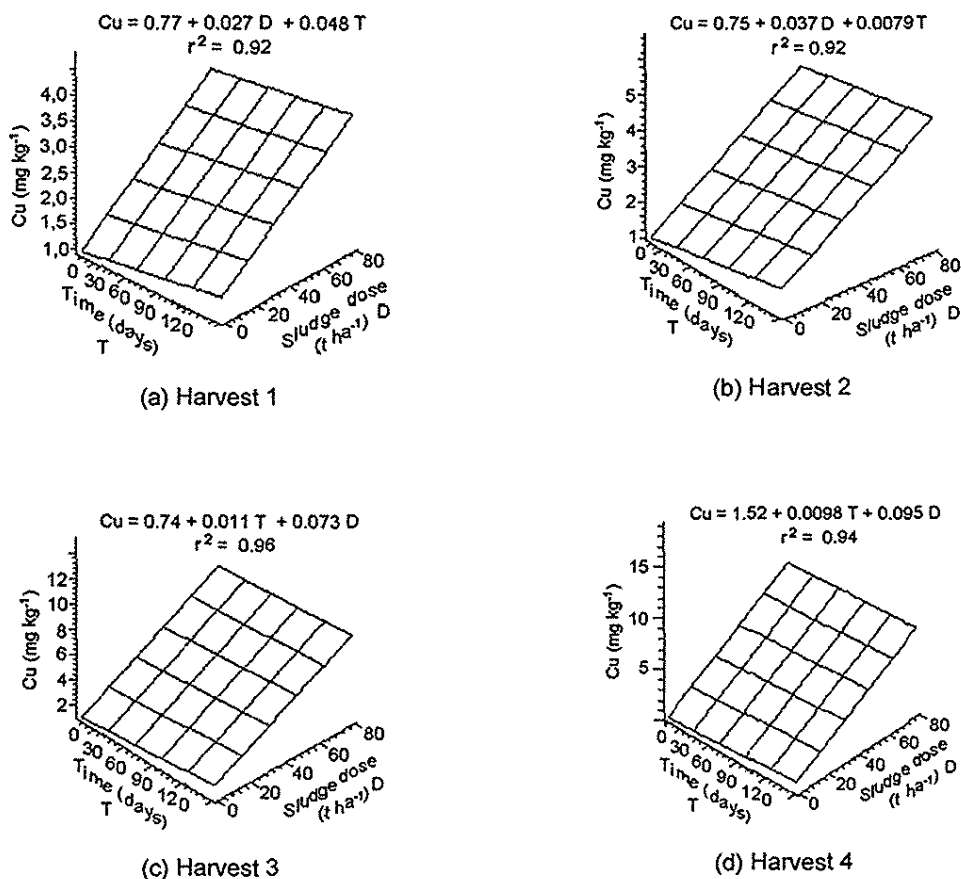 Cu = 0.77 + 0.027 D + 0.048 T
r² = 0.92
Cu (mg kg⁻¹)
4,0
3,5
3,0
2,5
2,0
1,5
1,0
0 30 60 90 120
Time (days)
T
0 20 40 60 80
Sludge dose
(t ha⁻¹) D
(a) Harvest 1
Cu = 0.75 + 0.037 D + 0.0079 T
r² = 0.92
Cu (mg kg⁻¹)
5
4
3
2
1
0 30 60 90 120
Time (days)
T
0 20 40 60 80
Sludge dose
(t ha⁻¹) D
(b) Harvest 2
Cu = 0.74 + 0.011 T + 0.073 D
r² = 0.96
Cu (mg kg⁻¹)
12
10
8
6
4
2
0 30 60 90 120
Time (days)
T
0 20 40 60 80
Sludge dose
(t ha⁻¹) D
(c) Harvest 3
Cu = 1.52 + 0.0098 T + 0.095 D
r² = 0.94
Cu (mg kg⁻¹)
15
10
5
0 30 60 90 120
Time (days)
T
0 20 40 60 80
Sludge dose
(t ha⁻¹) D
(d) Harvest 4